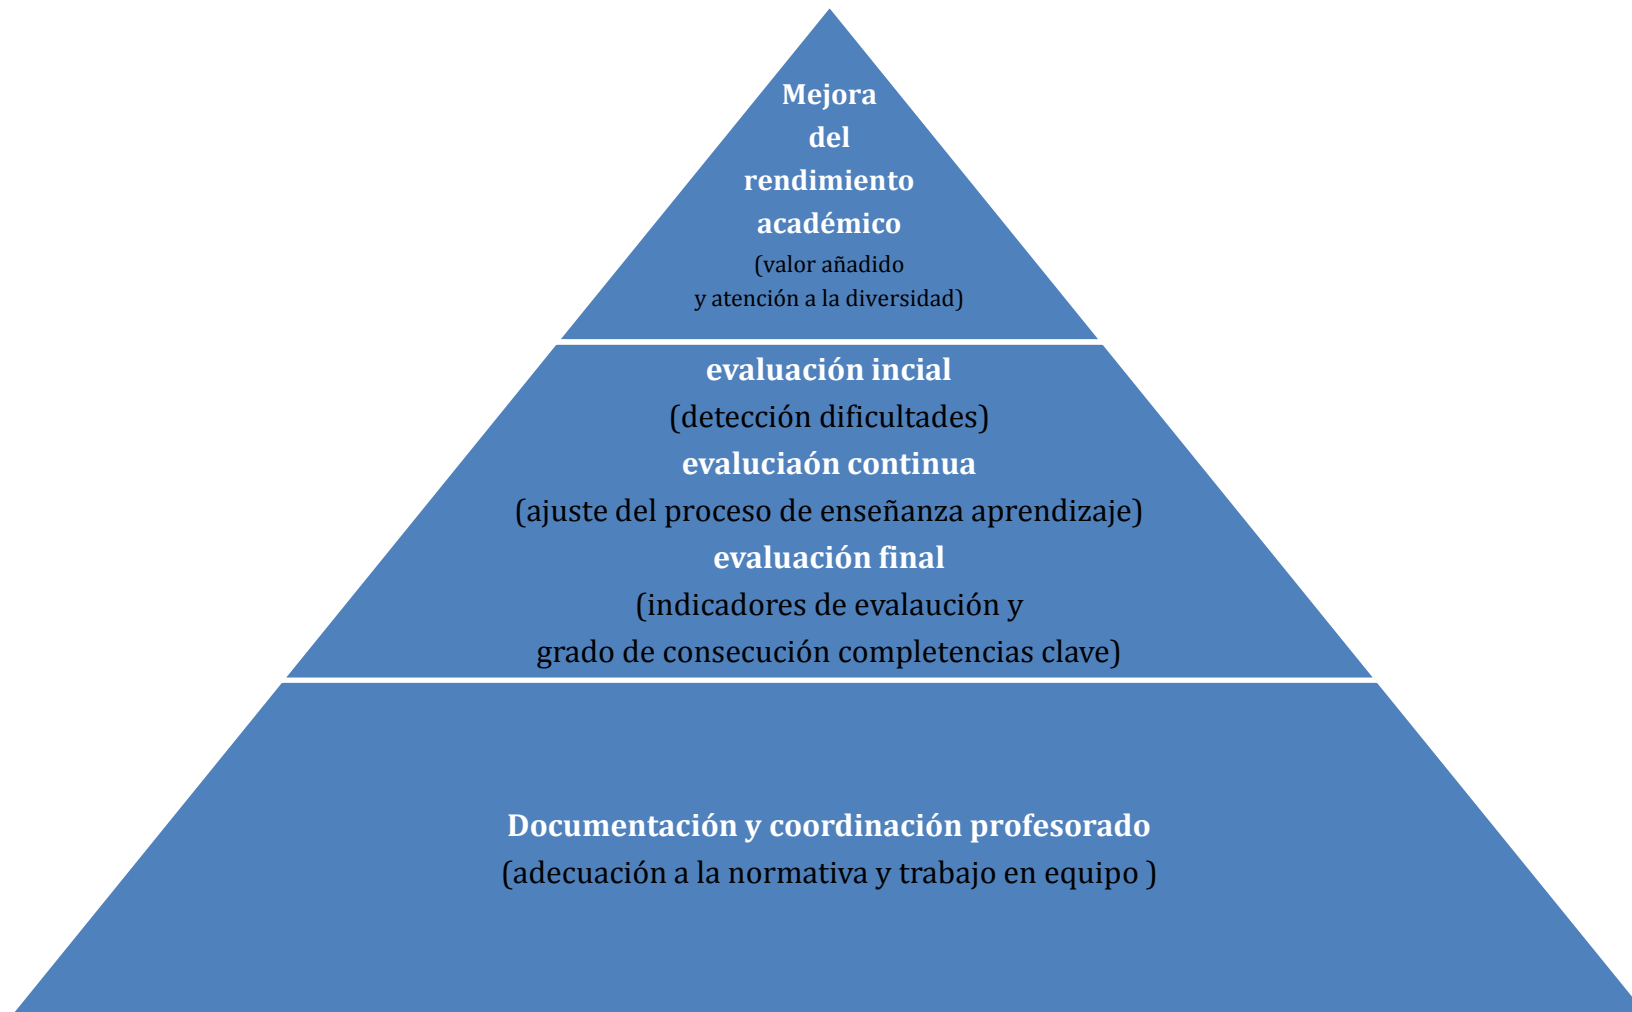 Mejora
del
rendimiento
académico
(valor añadido
y atención a la diversidad)
evaluación incial
(detección dificultades)
evaluciaón continua
(ajuste del proceso de enseñanza aprendizaje)
evaluación final
(indicadores de evalaución y
grado de consecución completencias clave)
Documentación y coordinación profesorado
(adecuación a la normativa y trabajo en equipo )